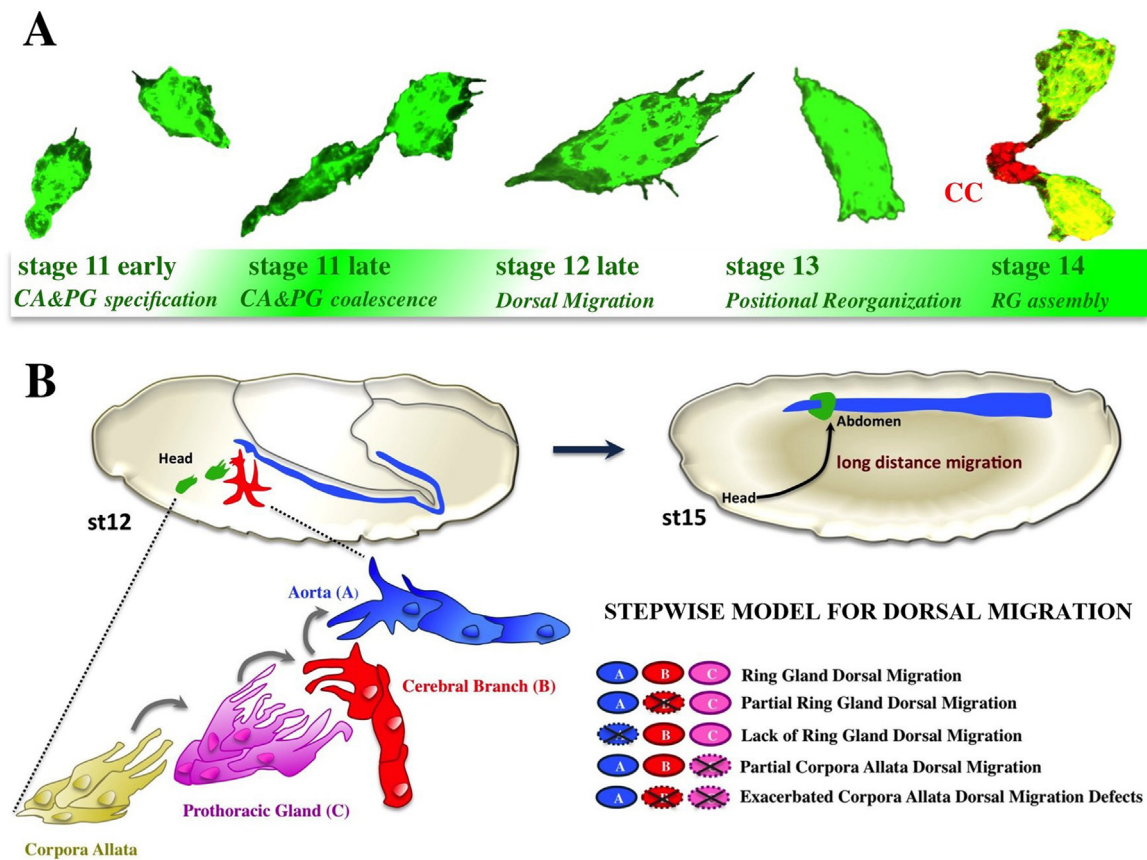 A
CC
stage 11 early
CA&PG specification
stage 11 late
CA&PG coalescence
stage 12 late
Dorsal Migration
stage 13
Positional Reorganization
stage 14
RG assembly
B
Head
st12
Abdomen
long distance migration
Head
st15
Aorta (A)
Cerebral Branch (B)
Prothoracic Gland (C)
Corpora Allata
STEPWISE MODEL FOR DORSAL MIGRATION
A B C Ring Gland Dorsal Migration
A Partial Ring Gland Dorsal Migration
B C Lack of Ring Gland Dorsal Migration
A B Partial Corpora Allata Dorsal Migration
A Exacerbated Corpora Allata Dorsal Migration Defects